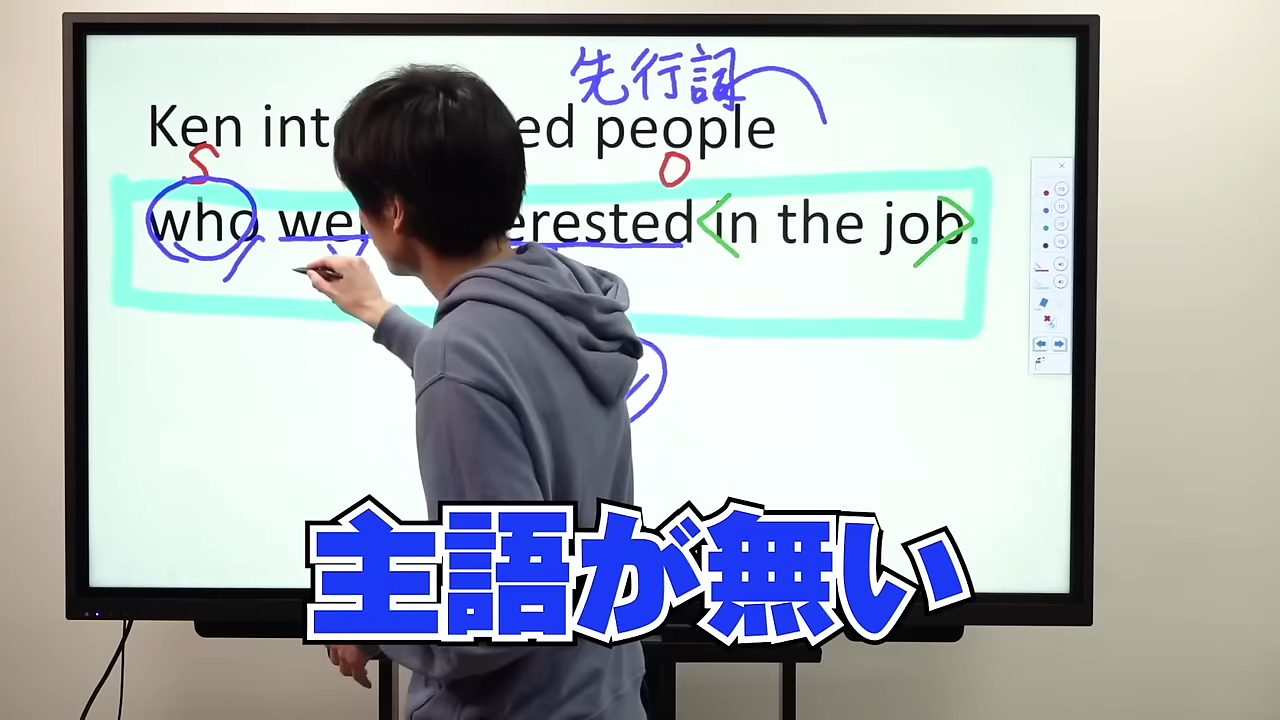 先行詞
Ken int ed people
S O
who we erested <in the job>.
主語が無い